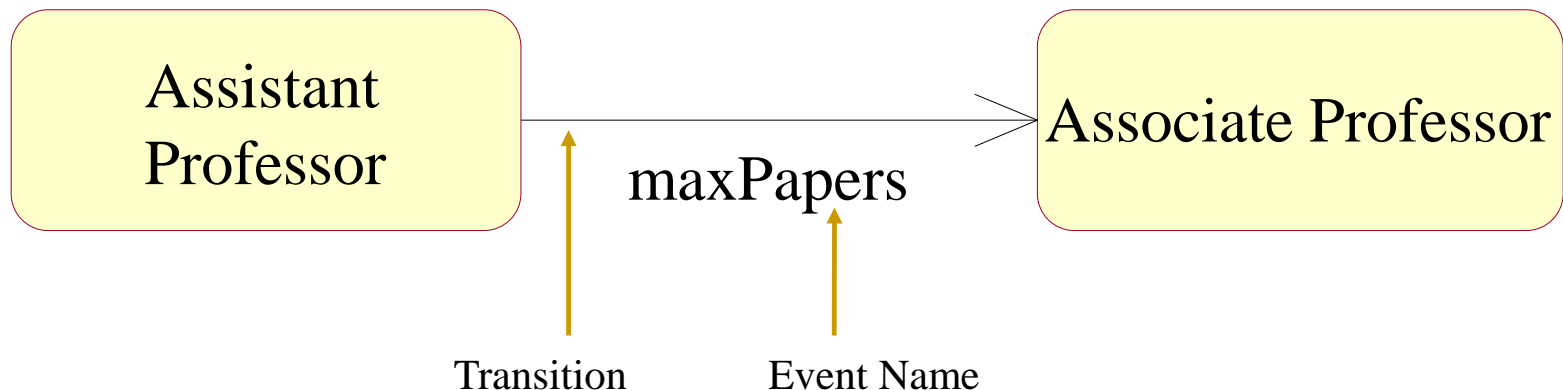 Assistant
Professor
Associate Professor
maxPapers
Transition
Event Name